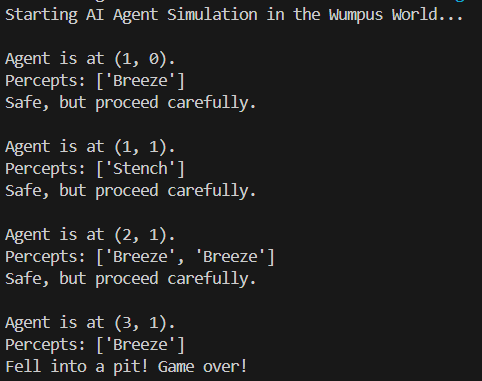 Starting AI Agent Simulation in the Wumpus World...
Agent is at (1, 0).
Percepts: ['Breeze']
Safe, but proceed carefully.
Agent is at (1, 1).
Percepts: ['Stench']
Safe, but proceed carefully.
Agent is at (2, 1).
Percepts: ['Breeze', 'Breeze']
Safe, but proceed carefully.
Agent is at (3, 1).
Percepts: ['Breeze']
Fell into a pit! Game over!